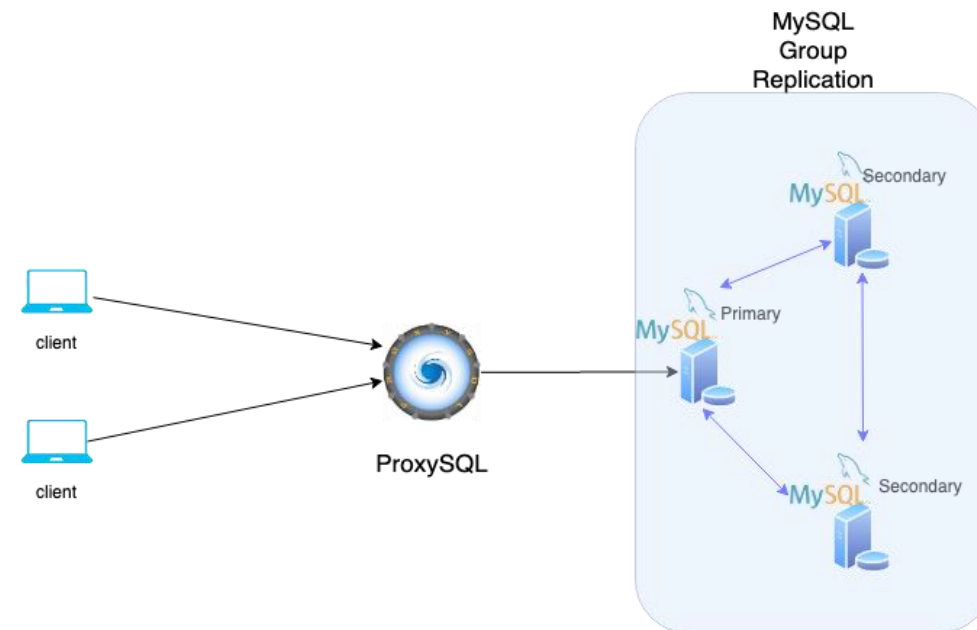 MySQL
Group
Replication
MySQL
Secondary
client
MySQL
Primary
ProxySQL
client
MySQL
Secondary